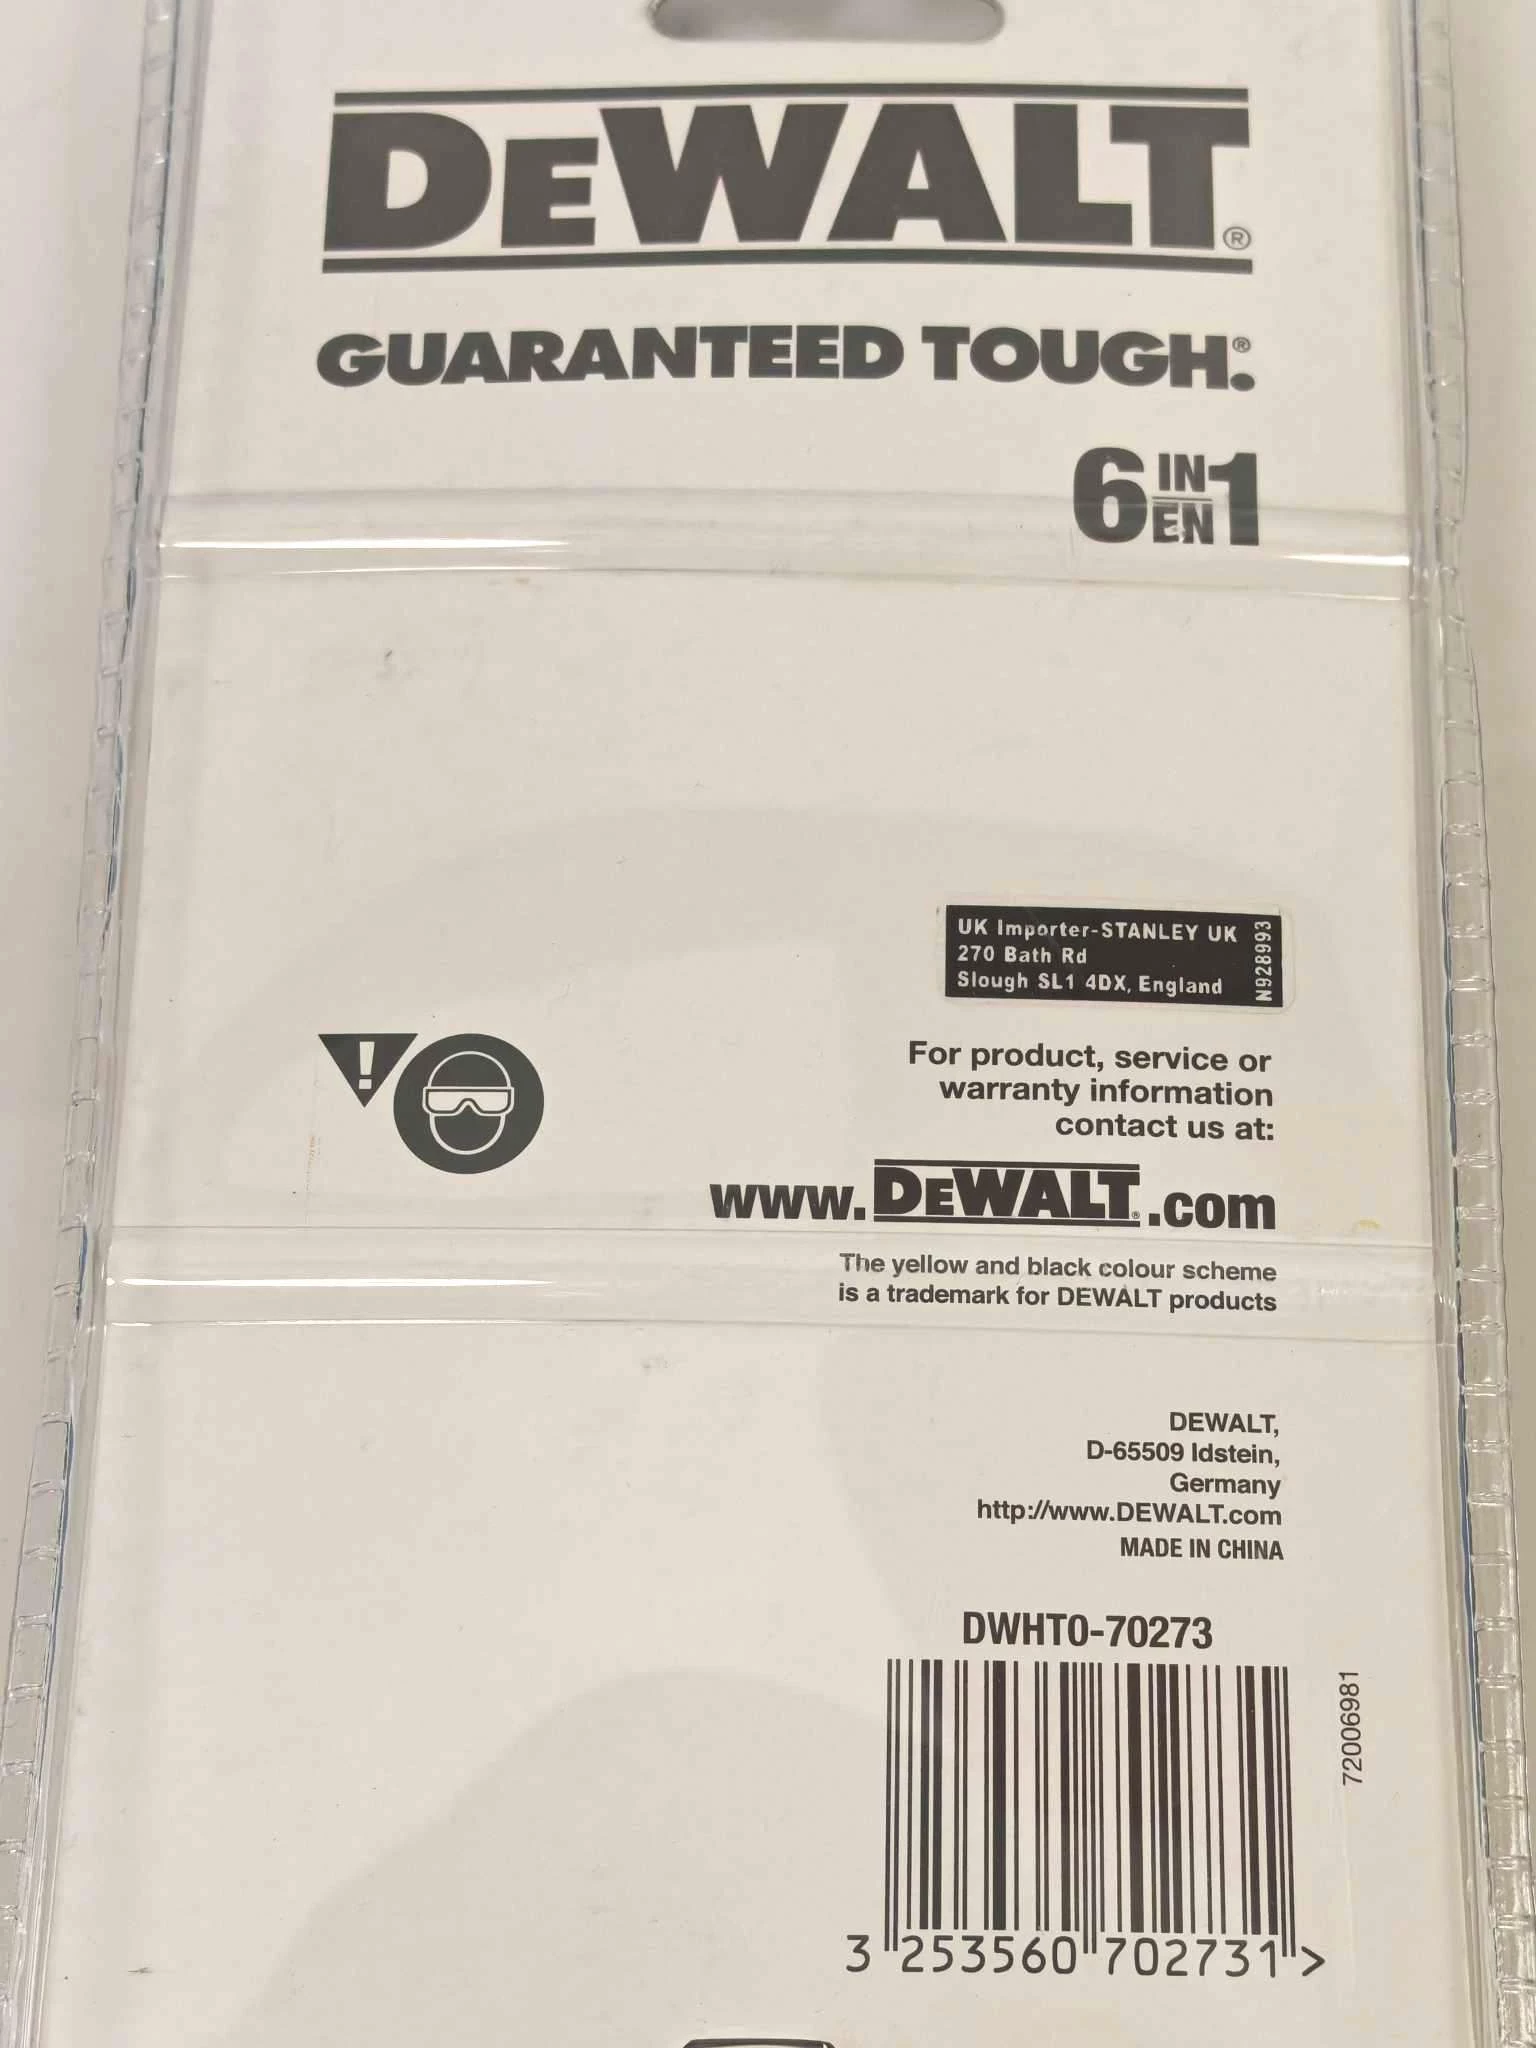 DEWALT®
GUARANTEED TOUGH.®
6 IN EN 1
UK Importer-STANLEY UK
270 Bath Rd
Slough SL1 4DX, England
N928993
!
For product, service or
warranty information
contact us at:
www.DEWALT®.com
The yellow and black colour scheme
is a trademark for DEWALT products
DEWALT,
D-65509 Idstein,
Germany
http://www.DEWALT.com
MADE IN CHINA
DWHT0-70273
72006981
3 253560 702731 >